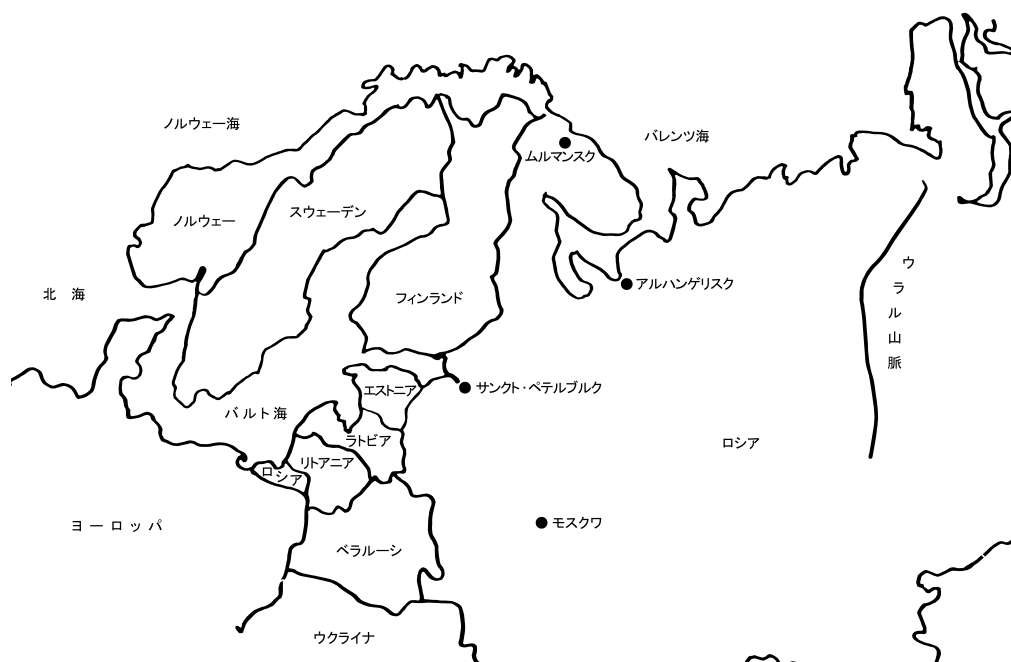 ノルウェー海
バレンツ海
ムルマンスク
ノルウェー
スウェーデン
ウラル山脈
北 海
アルハンゲリスク
フィンランド
サンクト・ペテルブルク
エストニア
バルト海
ラトビア
ロシア
リトアニア
ロシア
ヨーロッパ
モスクワ
ベラルーシ
ウクライナ